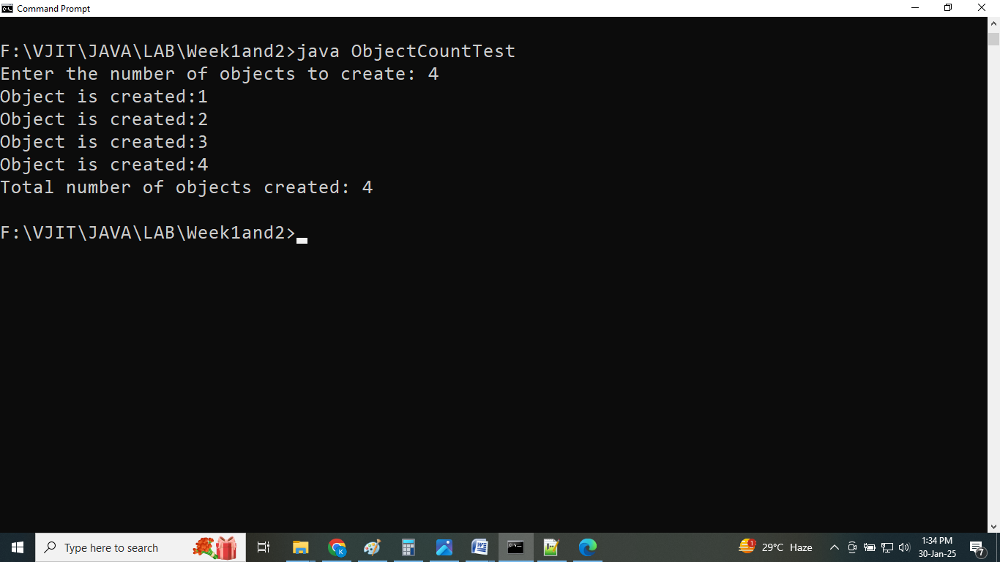 Command Prompt
F:\VJIT\JAVA\LAB\Week1and2>java ObjectCountTest
Enter the number of objects to create: 4
Object is created:1
Object is created:2
Object is created:3
Object is created:4
Total number of objects created: 4
F:\VJIT\JAVA\LAB\Week1and2>
Type here to search
1
29°C Haze
1:34 PM
30-Jan-25
7